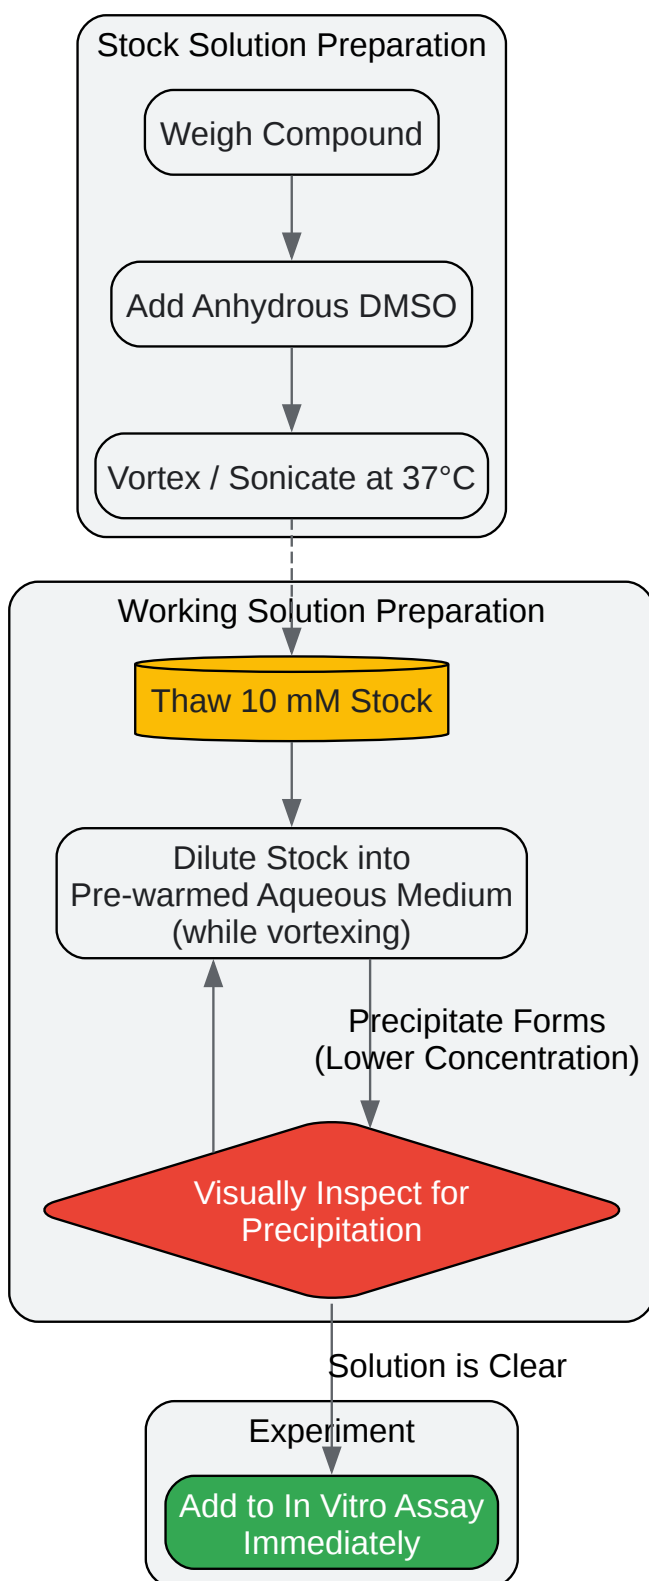 Stock Solution Preparation
Weigh Compound
Add Anhydrous DMSO
Vortex / Sonicate at 37°C
Working Solution Preparation
Thaw 10 mM Stock
Dilute Stock into
Pre-warmed Aqueous Medium
(while vortexing)
Precipitate Forms
(Lower Concentration)
Visually Inspect for
Precipitation
Solution is Clear
Experiment
Add to In Vitro Assay
Immediately